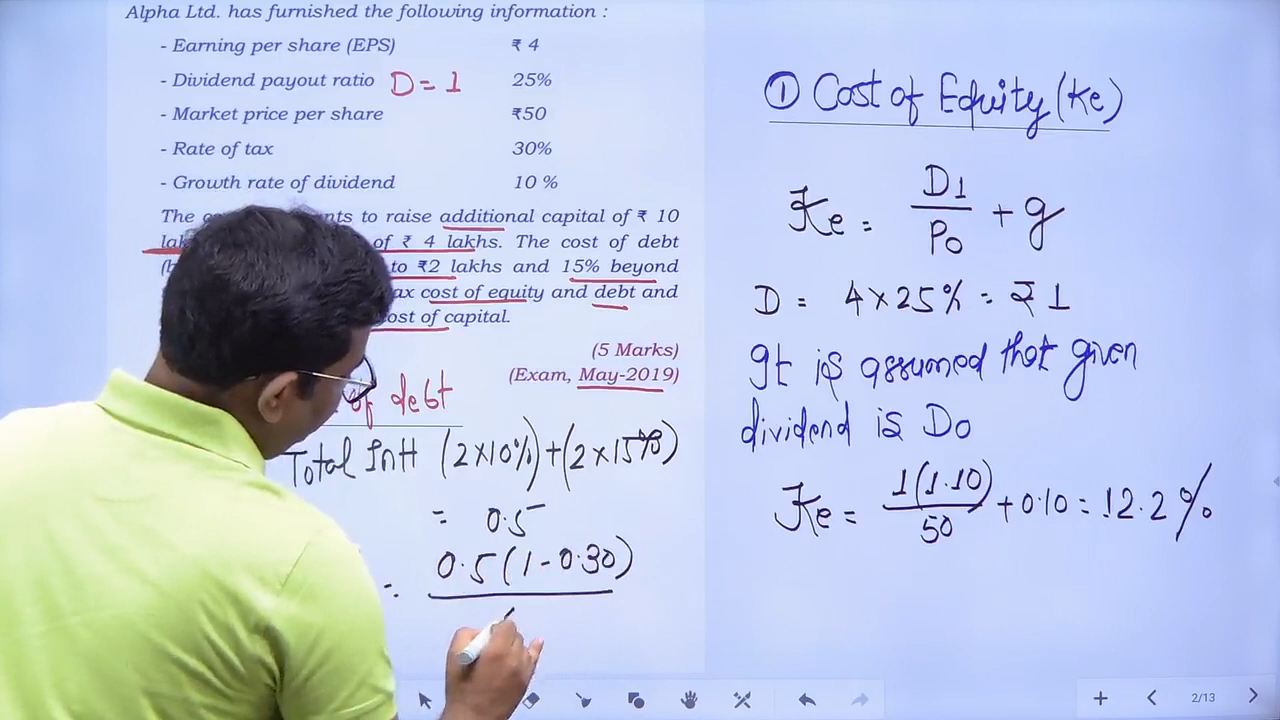 Alpha Ltd. has furnished the following information :
- Earning per share (EPS) ₹ 4
- Dividend payout ratio D = 1 25%
- Market price per share ₹50
- Rate of tax 30%
- Growth rate of dividend 10 %
The to raise additional capital of ₹ 10
of ₹ 4 lakhs. The cost of debt
to ₹2 lakhs and 15% beyond
cost of equity and debt and
of capital.
(5 Marks)
(Exam, May-2019)
of debt
Total Int (2×10%)+(2×15%)
= 0.5
= 0.5(1-0.30)
① Cost of Equity (Ke)
Ke = D1
P0 + g
D = 4×25% = ₹1
It is assumed that given
dividend is D0
Ke = 1(1.10)
50 +0.10 = 12.2%
2/13